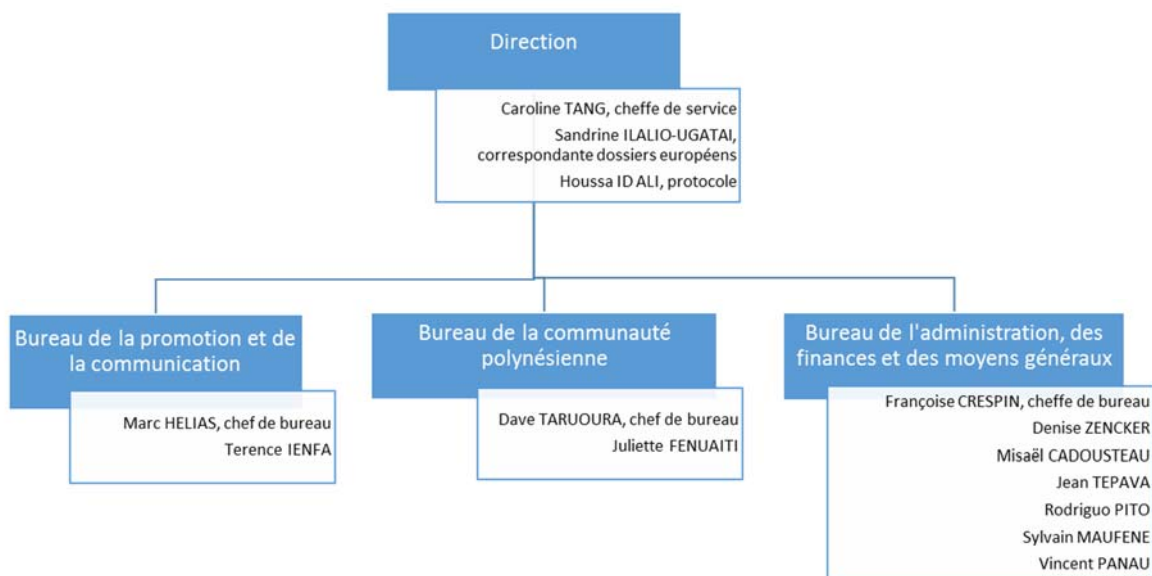 Direction
Caroline TANG, cheffe de service
Sandrine ILALIO-UGATAI,
correspondante dossiers européens
Houssa ID ALI, protocole
Bureau de la promotion et de
la communication
Marc HELIAS, chef de bureau
Terence IENFA
Bureau de la communauté
polynésienne
Dave TARUOURA, chef de bureau
Juliette FENUAITI
Bureau de l'administration, des
finances et des moyens généraux
Françoise CRESPIN, cheffe de bureau
Denise ZENCKER
Misaël CADOUSTEAU
Jean TEPAVA
Rodriguo PITO
Sylvain MAUFENE
Vincent PANAU